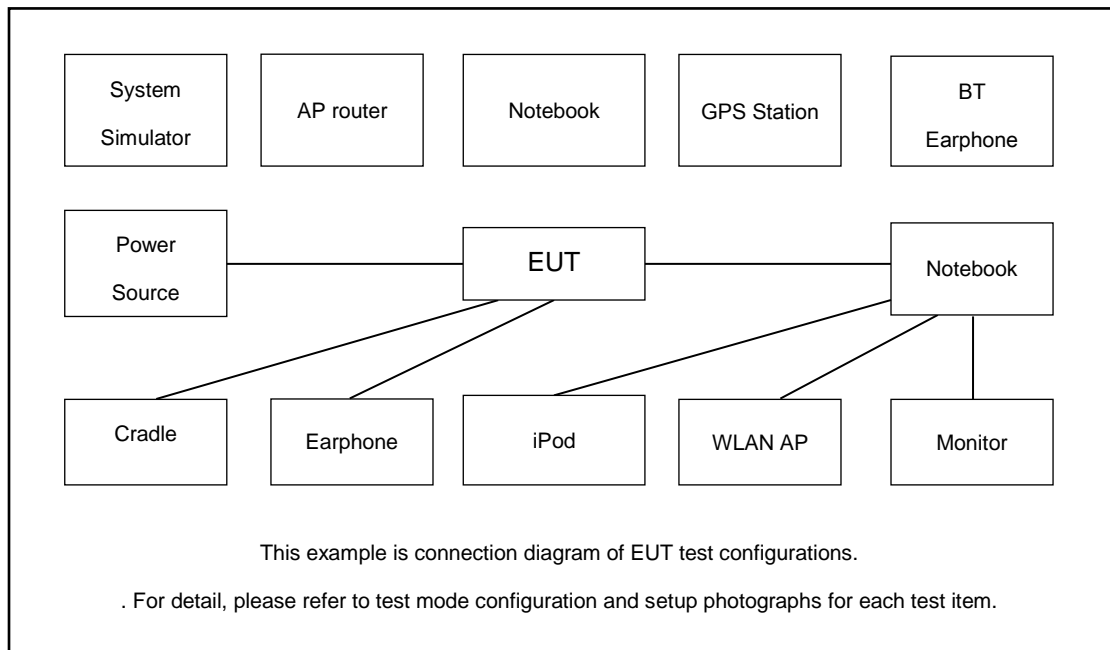 System
Simulator
AP router
Notebook
GPS Station
BT
Earphone
Power
Source
EUT
Notebook
Cradle
Earphone
iPod
WLAN AP
Monitor
This example is connection diagram of EUT test configurations.
. For detail, please refer to test mode configuration and setup photographs for each test item.